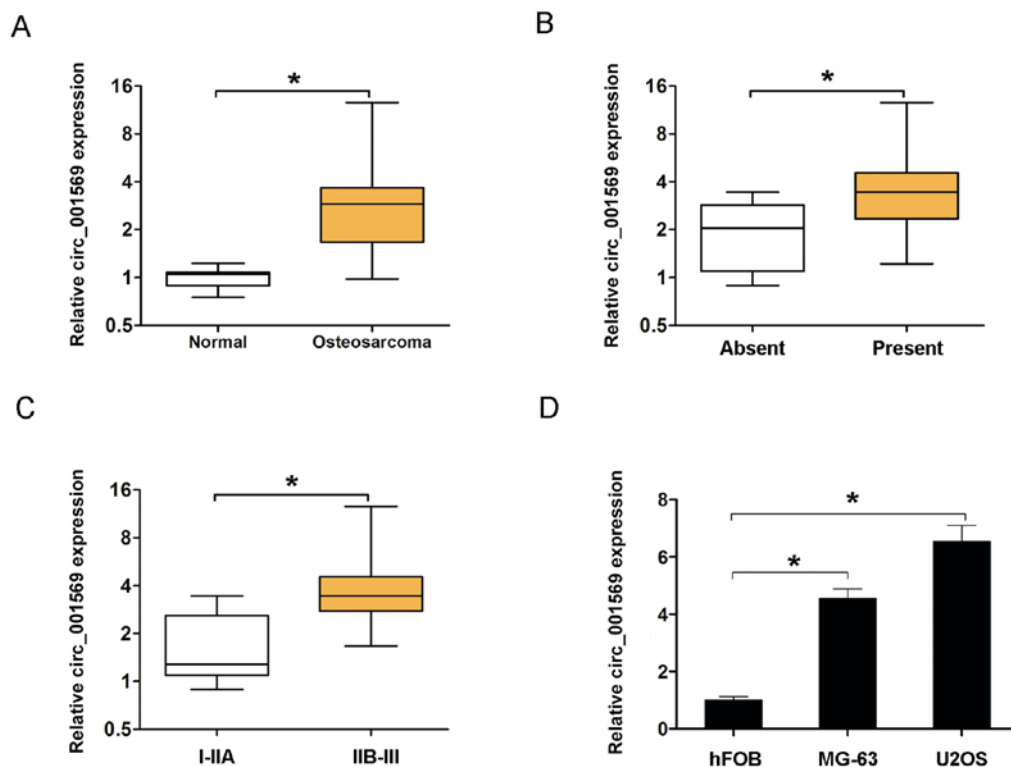 A
Relative circ_001569 expression
16
8
4
2
1
0.5
*
Normal
Osteosarcoma
B
Relative circ_001569 expression
16
8
4
2
1
0.5
*
Absent
Present
C
Relative circ_001569 expression
16
8
4
2
1
0.5
*
I-IIA
IIB-III
D
Relative circ_001569 expression
8
6
4
2
0
*
*
hFOB
MG-63
U2OS